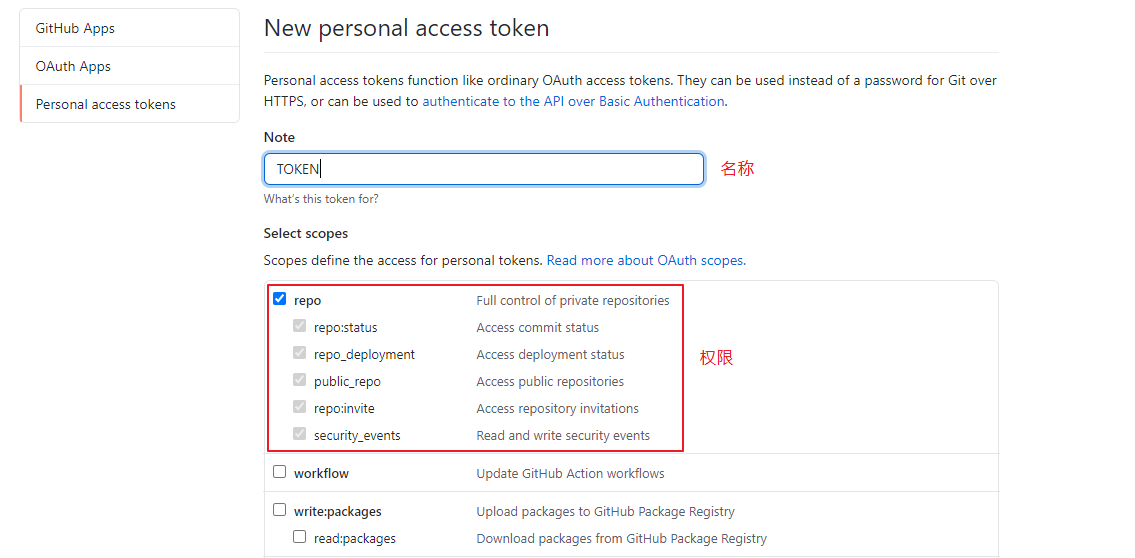 GitHub Apps
OAuth Apps
Personal access tokens
New personal access token
Personal access tokens function like ordinary OAuth access tokens. They can be used instead of a password for Git over
HTTPS, or can be used to authenticate to the API over Basic Authentication.
Note
TOKEN 名称
What's this token for?
Select scopes
Scopes define the access for personal tokens. Read more about OAuth scopes.
repo Full control of private repositories
repo:status Access commit status
repo_deployment Access deployment status 权限
public_repo Access public repositories
repo:invite Access repository invitations
security_events Read and write security events
workflow Update GitHub Action workflows
write:packages Upload packages to GitHub Package Registry
read:packages Download packages from GitHub Package Registry